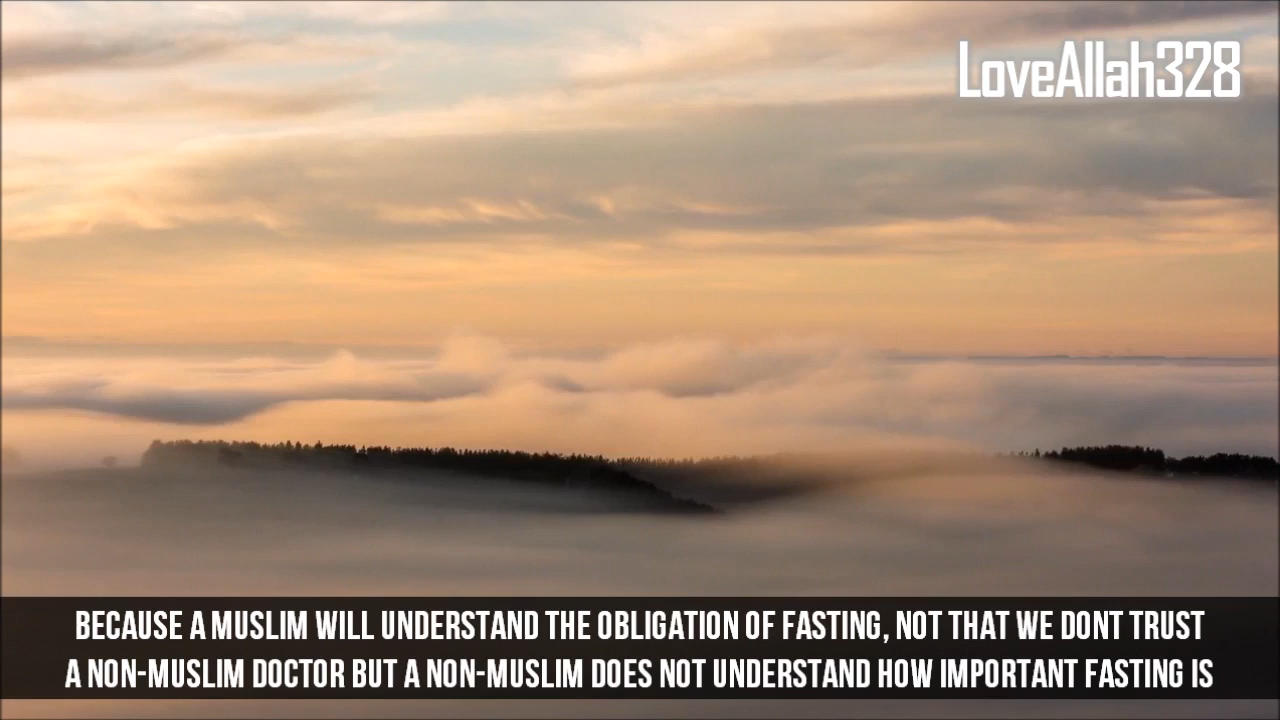 LoveAllah328
BECAUSE A MUSLIM WILL UNDERSTAND THE OBLIGATION OF FASTING, NOT THAT WE DONT TRUST
A NON-MUSLIM DOCTOR BUT A NON-MUSLIM DOES NOT UNDERSTAND HOW IMPORTANT FASTING IS